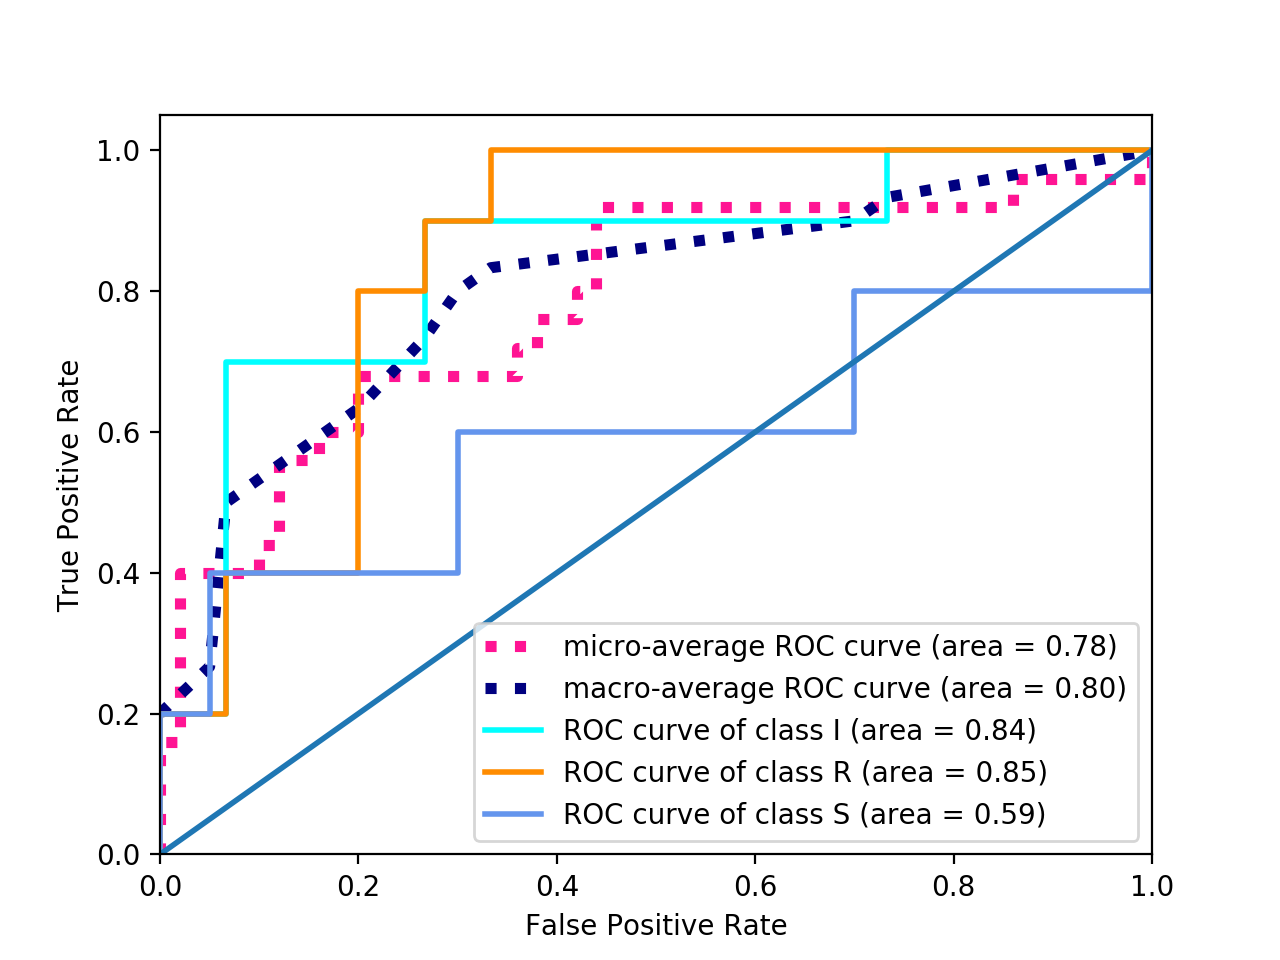 1.0
0.8
0.6
0.4
0.2
0.0
True Positive Rate
micro-average ROC curve (area = 0.78)
macro-average ROC curve (area = 0.80)
ROC curve of class I (area = 0.84)
ROC curve of class R (area = 0.85)
ROC curve of class S (area = 0.59)
0.0 0.2 0.4 0.6 0.8 1.0
False Positive Rate